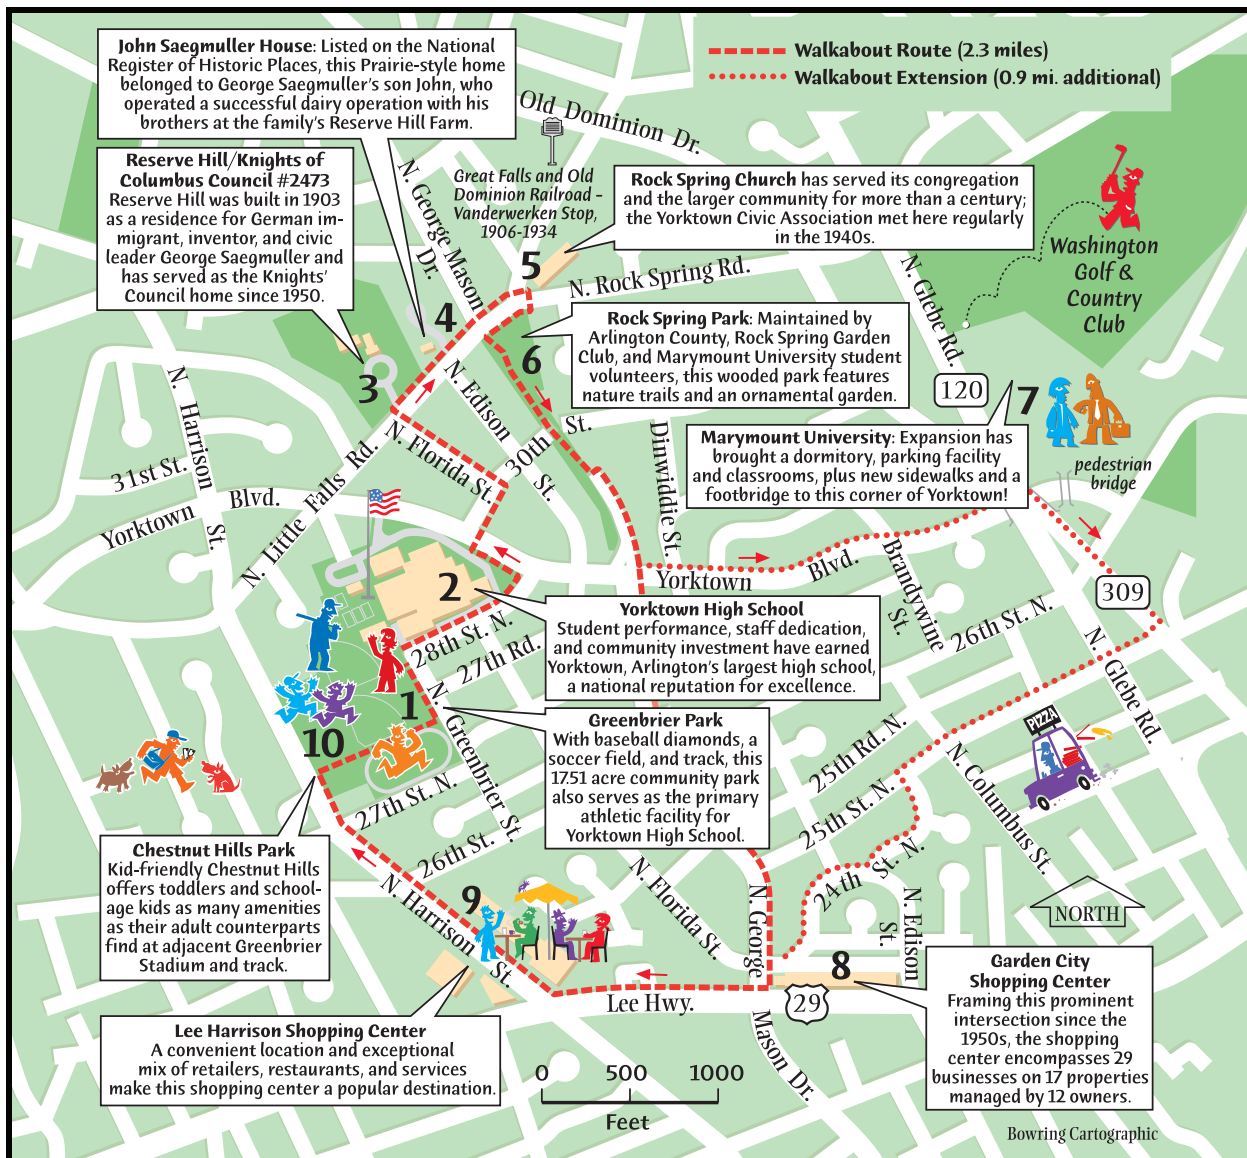 John Saegmuller House: Listed on the National
Register of Historic Places, this Prairie-style home
belonged to George Saegmuller's son John, who
operated a successful dairy operation with his
brothers at the family's Reserve Hill Farm.
Walkabout Route (2.3 miles)
Walkabout Extension (0.9 mi. additional)
Old Dominion Dr.
Reserve Hill/Knights of
Columbus Council #2473
Reserve Hill was built in 1903
as a residence for German im-
migrant, inventor, and civic
leader George Saegmuller and
has served as the Knights'
Council home since 1950.
N. George Mason
Dr.
Great Falls and Old
Dominion Railroad –
Vanderwerken Stop,
1906-1934
Rock Spring Church has served its congregation
and the larger community for more than a century;
the Yorktown Civic Association met here regularly
in the 1940s.
Washington
Golf &
Country
Club
5
N. Rock Spring Rd.
N. Glebe Rd.
4
6
3
Rock Spring Park: Maintained by
Arlington County, Rock Spring Garden
Club, and Marymount University student
volunteers, this wooded park features
nature trails and an ornamental garden.
120
7
N. Harrison
St.
N. Edison
St.
N. Florida St.
30th St.
Dinwiddie St.
Marymount University: Expansion has
brought a dormitory, parking facility
and classrooms, plus new sidewalks and a
footbridge to this corner of Yorktown!
pedestrian
bridge
31st St.
Yorktown Blvd.
N. Little Falls Rd.
2
Yorktown Blvd.
Brandywine
St.
309
26th St. N.
N. Glebe Rd.
Yorktown High School
Student performance, staff dedication,
and community investment have earned
Yorktown, Arlington's largest high school,
a national reputation for excellence.
28th St. N.
27th Rd.
1
N. Greenbrier St.
10
Greenbrier Park
With baseball diamonds, a
soccer field, and track, this
17.51 acre community park
also serves as the primary
athletic facility for
Yorktown High School.
PIZZA
25th Rd. N.
25th St. N.
N. Columbus St.
27th St. N.
26th St.
Chestnut Hills Park
Kid-friendly Chestnut Hills
offers toddlers and school-
age kids as many amenities
as their adult counterparts
find at adjacent Greenbrier
Stadium and track.
N. Harrison St.
9
N. Florida St.
N. George
Mason Dr.
24th St. N.
N. Edison
St.
NORTH
8
29
Lee Hwy.
Garden City
Shopping Center
Framing this prominent
intersection since the
1950s, the shopping
center encompasses 29
businesses on 17 properties
managed by 12 owners.
Lee Harrison Shopping Center
A convenient location and exceptional
mix of retailers, restaurants, and services
make this shopping center a popular destination.
0 500 1000
Feet
Bowring Cartographic